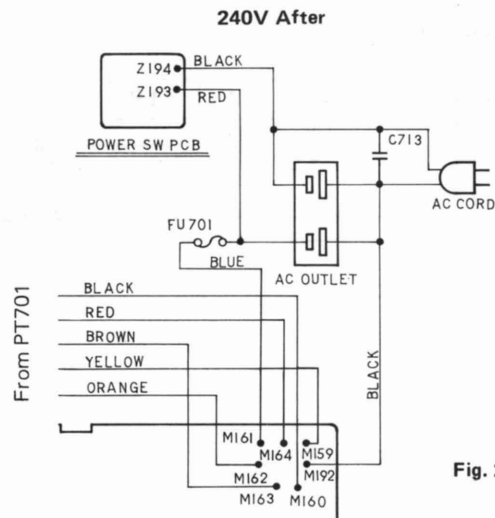 240V After
Z194
BLACK
Z193
RED
POWER SW PCB
C713
AC CORD
FU701
BLUE
AC OUTLET
From PT701
BLACK
RED
BROWN
YELLOW
ORANGE
BLACK
M161
M164
M159
M162
M192
M163
M160
Fig.